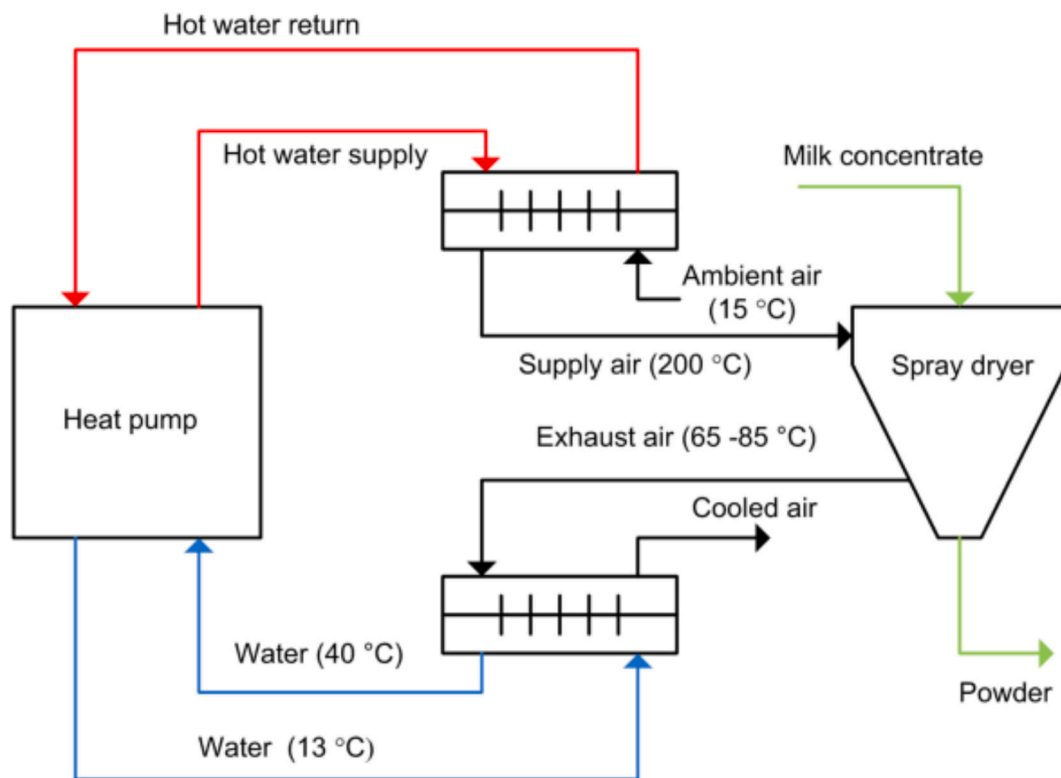 Hot water return
Hot water supply
Milk concentrate
Ambient air
(15 °C)
Supply air (200 °C)
Spray dryer
Heat pump
Exhaust air (65 -85 °C)
Cooled air
Water (40 °C)
Powder
Water (13 °C)